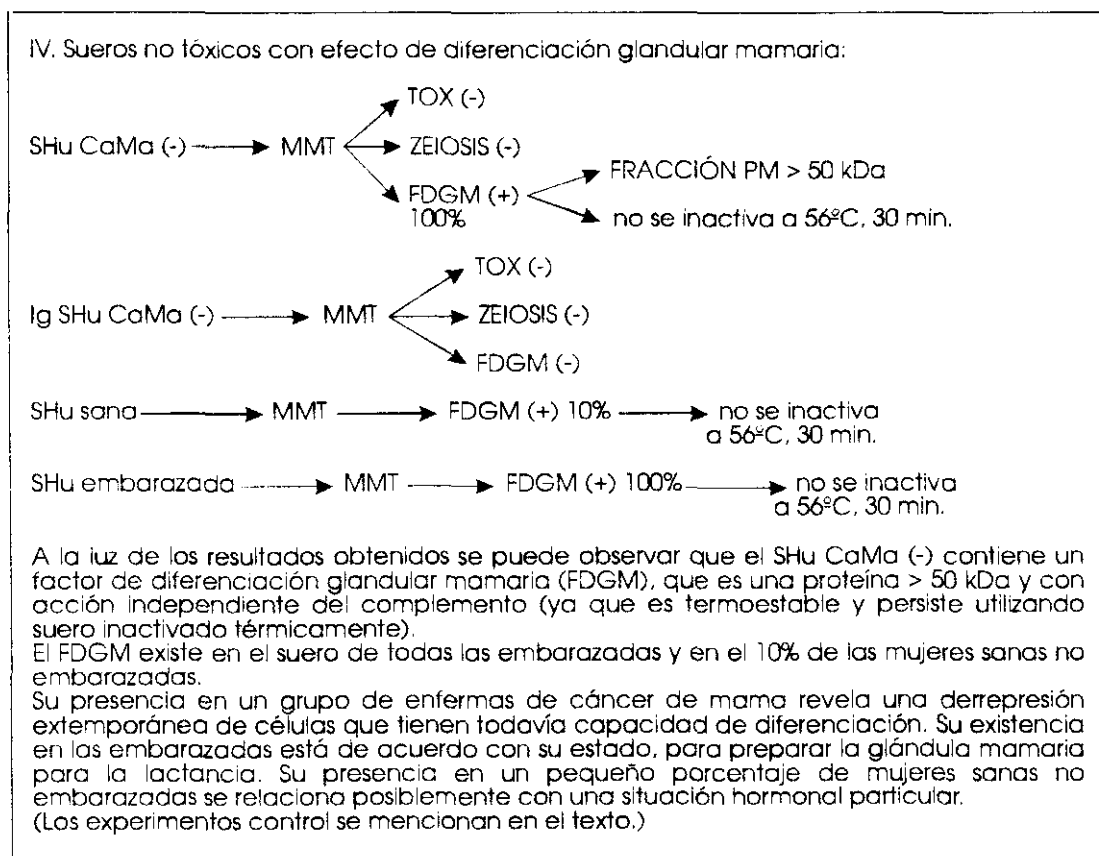 IV. Sueros no tóxicos con efecto de diferenciación glandular mamaria:
TOX (-)
SHu CaMa (-) MMT ZEIOSIS (-)
FRACCIÓN PM > 50 kDa
FDGM (+)
100%
no se inactiva a 56ºC, 30 min.
TOX (-)
Ig SHu CaMa (-) MMT ZEIOSIS (-)
FDGM (-)
SHu sana MMT FDGM (+) 10% no se inactiva
a 56ºC, 30 min.
SHu embarazada MMT FDGM (+) 100% no se inactiva
a 56ºC, 30 min.
A la luz de los resultados obtenidos se puede observar que el SHu CaMa (-) contiene un
factor de diferenciación glandular mamaria (FDGM), que es una proteína > 50 kDa y con
acción independiente del complemento (ya que es termoestable y persiste utilizando
suero inactivado térmicamente).
El FDGM existe en el suero de todas las embarazadas y en el 10% de las mujeres sanas no
embarazadas.
Su presencia en un grupo de enfermas de cáncer de mama revela una derrepresión
extemporánea de células que tienen todavía capacidad de diferenciación. Su existencia
en las embarazadas está de acuerdo con su estado, para preparar la glándula mamaria
para la lactancia. Su presencia en un pequeño porcentaje de mujeres sanas no
embarazadas se relaciona posiblemente con una situación hormonal particular.
(Los experimentos control se mencionan en el texto.)